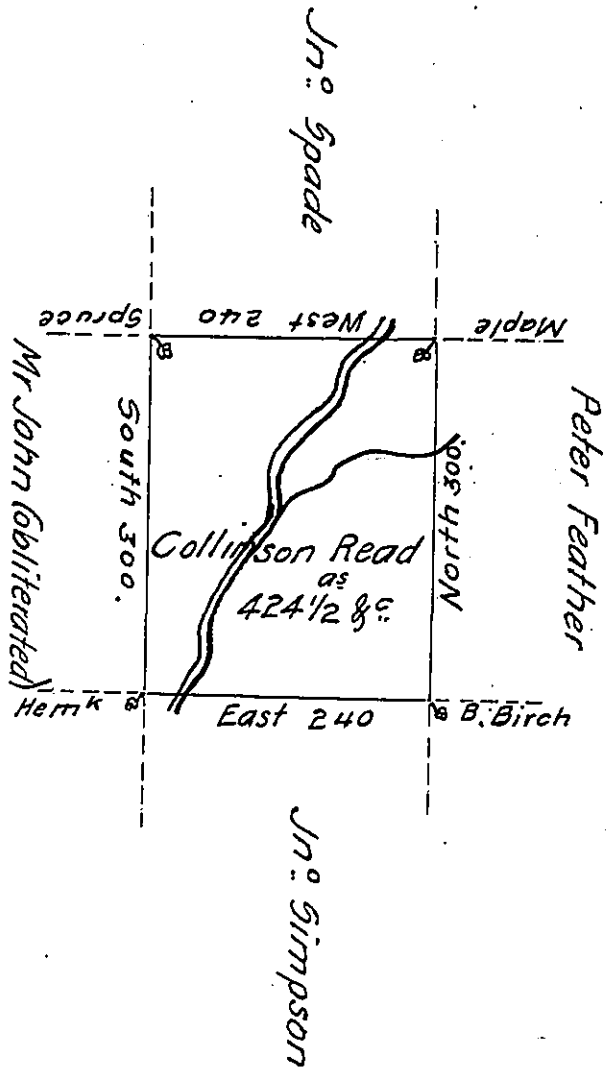 Jnº Spade
Spruce
West 240
Maple
Peter Feather
Mr John (obliterated)
South 300.
North 300.
Collinson Read
as
424 1/2 &c
Hemk
East 240
B. Birch
Jnº Simpson